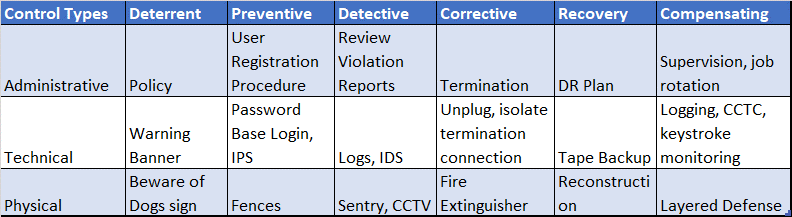 Control Types Deterrent Preventive Detective Corrective Recovery Compensating
Administrative
Policy
User
Registration
Procedure
Review
Violation
Reports
Termination
DR Plan
Supervision, job
rotation
Technical
Warning
Banner
Password
Base Login,
IPS
Logs, IDS
Unplug, isolate
termination
connection
Tape Backup
Logging, CCTC,
keystroke
monitoring
Physical
Beware of
Dogs sign
Fences
Sentry, CCTV
Fire
Extinguisher
Reconstructi
on
Layered Defense